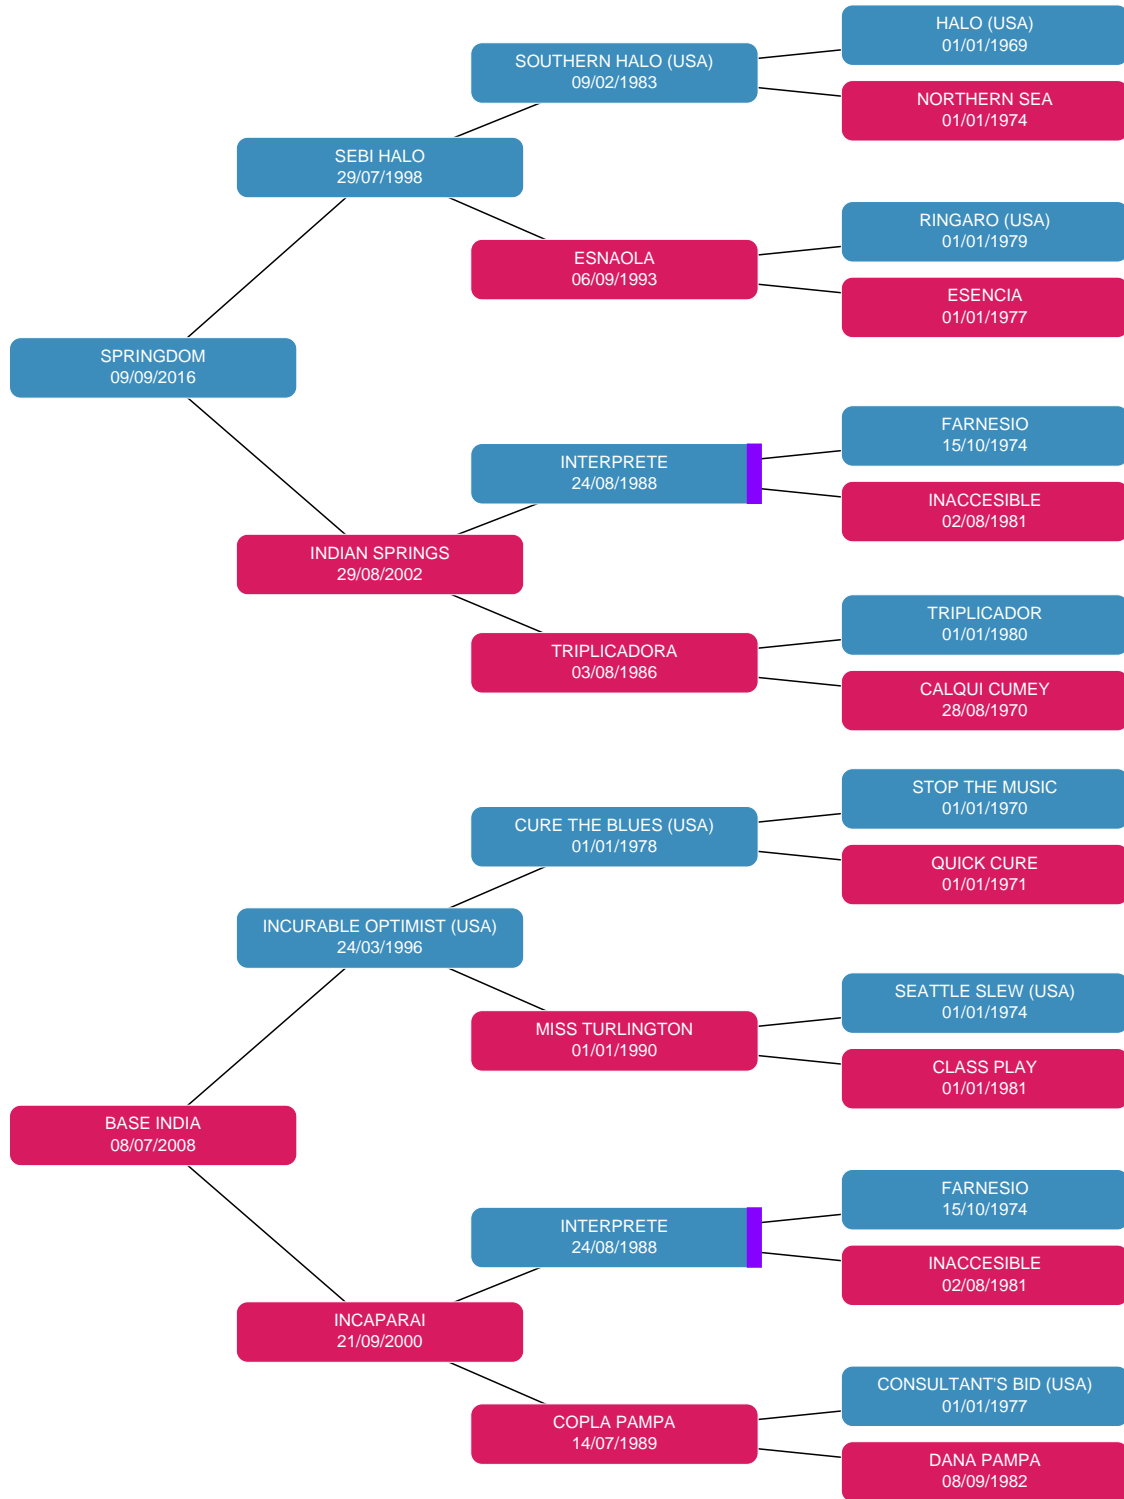 HALO (USA)
01/01/1969
SOUTHERN HALO (USA)
09/02/1983
NORTHERN SEA
01/01/1974
SEBI HALO
29/07/1998
RINGARO (USA)
01/01/1979
ESNAOLA
06/09/1993
ESENCIA
01/01/1977
SPRINGDOM
09/09/2016
FARNESIO
15/10/1974
INTERPRETE
24/08/1988
INACCESIBLE
02/08/1981
INDIAN SPRINGS
29/08/2002
TRIPLICADOR
01/01/1980
TRIPLICADORA
03/08/1986
CALQUI CUMEY
28/08/1970
STOP THE MUSIC
01/01/1970
CURE THE BLUES (USA)
01/01/1978
QUICK CURE
01/01/1971
INCURABLE OPTIMIST (USA)
24/03/1996
SEATTLE SLEW (USA)
01/01/1974
MISS TURLINGTON
01/01/1990
CLASS PLAY
01/01/1981
BASE INDIA
08/07/2008
FARNESIO
15/10/1974
INTERPRETE
24/08/1988
INACCESIBLE
02/08/1981
INCAPARAI
21/09/2000
CONSULTANT'S BID (USA)
01/01/1977
COPLA PAMPA
14/07/1989
DANA PAMPA
08/09/1982